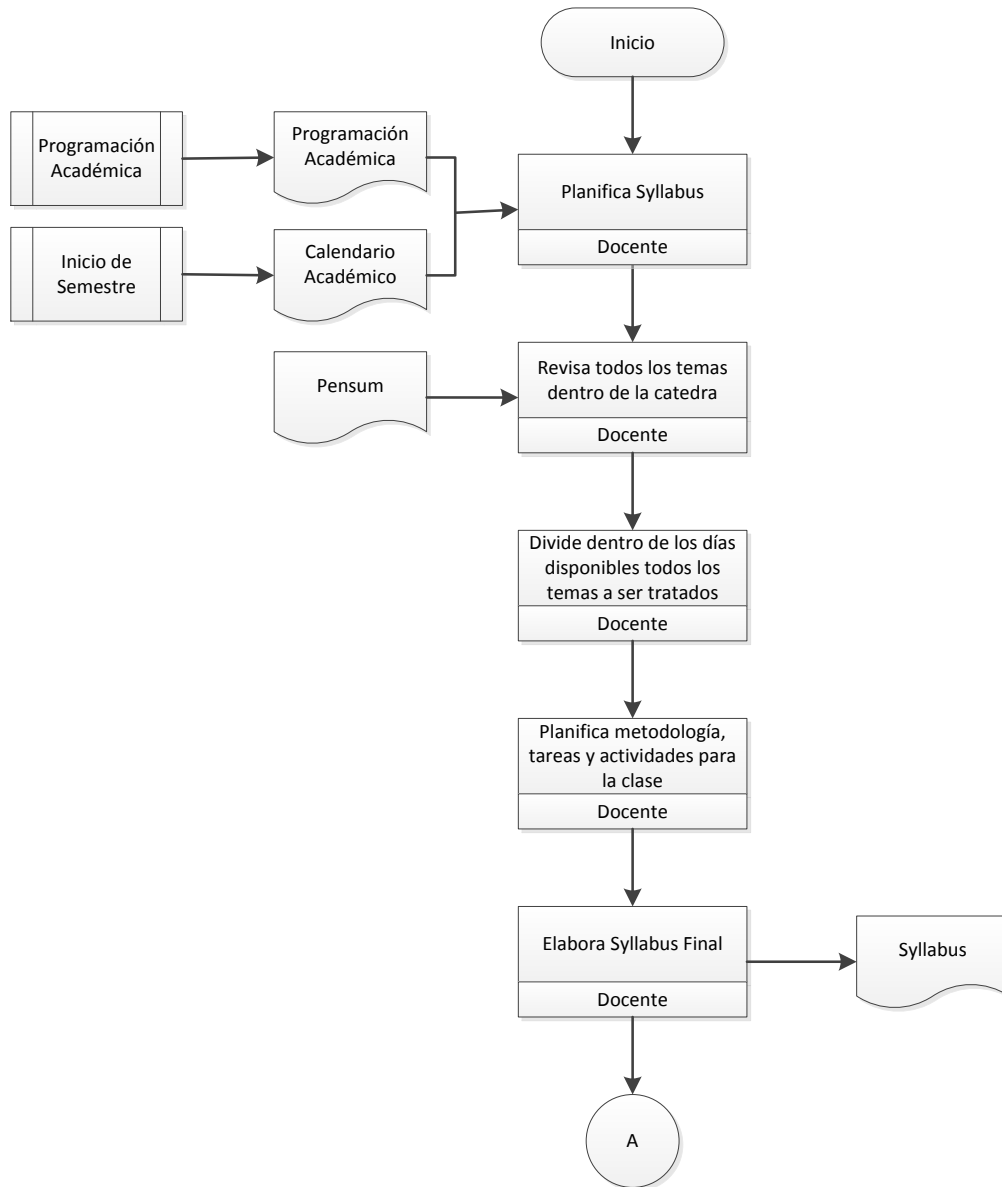 Inicio
Programación
Académica
Programación
Académica
Planifica Syllabus
Docente
Inicio de
Semestre
Calendario
Académico
Pensum
Revisa todos los temas
dentro de la catedra
Docente
Divide dentro de los días
disponibles todos los
temas a ser tratados
Docente
Planifica metodología,
tareas y actividades para
la clase
Docente
Elabora Syllabus Final
Docente
Syllabus
A